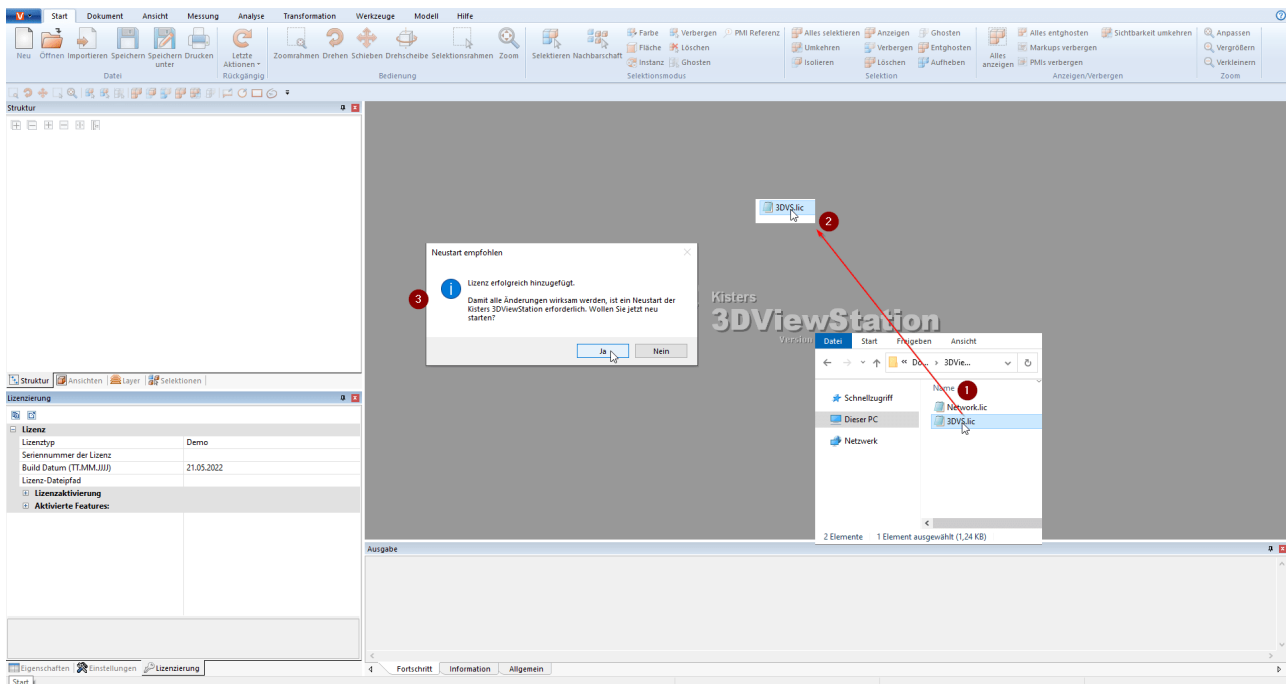 V
Start Dokument Ansicht Messung Analyse Transformation Werkzeuge Modell Hilfe
Neu Öffnen Importieren Speichern Speichern unter Drucken
Datei
Letzte Aktionen
Rückgängig
Zoomrahmen Drehen Schieben Drehscheibe Selektionsrahmen Zoom
Bedienung
Selektieren Nachbarschaft
Farbe Verbergen PMI Referenz
Fläche Löschen
Instanz Ghosten
Selektionsmodus
Alles selektieren Anzeigen Ghosten
Umkehren Verbergen Entghosten
Isolieren Löschen Aufheben
Selektion
Alles anzeigen
Alles entghosten Sichtbarkeit umkehren
Markups verbergen
PMIs verbergen
Anzeigen/Verbergen
Anpassen
Vergrößern
Verkleinern
Zoom
Struktur
3DVS.lic
2
Neustart empfohlen
Lizenz erfolgreich hinzugefügt.
Damit alle Änderungen wirksam werden, ist ein Neustart der
Kisters 3DViewStation erforderlich. Wollen Sie jetzt neu
starten?
Ja Nein
3
Kisters
3DViewStation
Version
Datei Start Freigeben Ansicht
« Do... › 3DVie...
Schnellzugriff
Dieser PC
Netzwerk
Name
1
Network.lic
3DVS.lic
2 Elemente 1 Element ausgewählt (1,24 KB)
Struktur Ansichten Layer Selektionen
Lizenzierung
Lizenz
Lizenztyp Demo
Seriennummer der Lizenz
Build Datum (TT.MM.JJJJ) 21.05.2022
Lizenz-Dateipfad
Lizenzaktivierung
Aktivierte Features:
Ausgabe
Eigenschaften Einstellungen Lizenzierung
Fortschritt Information Allgemein
Start